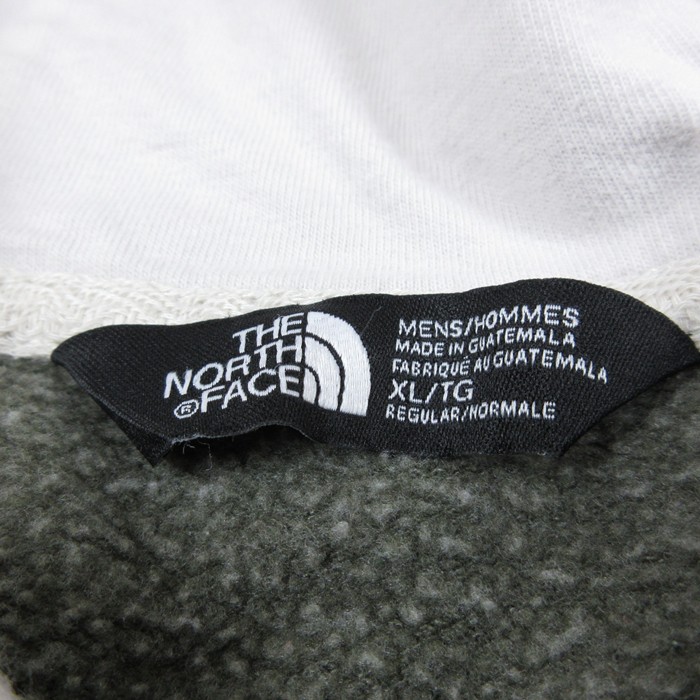 THE
NORTH
®FACE
MENS/HOMMES
MADE IN GUATEMALA
FABRIQUÉ AU GUATEMALA
XL/TG
REGULAR/NORMALE